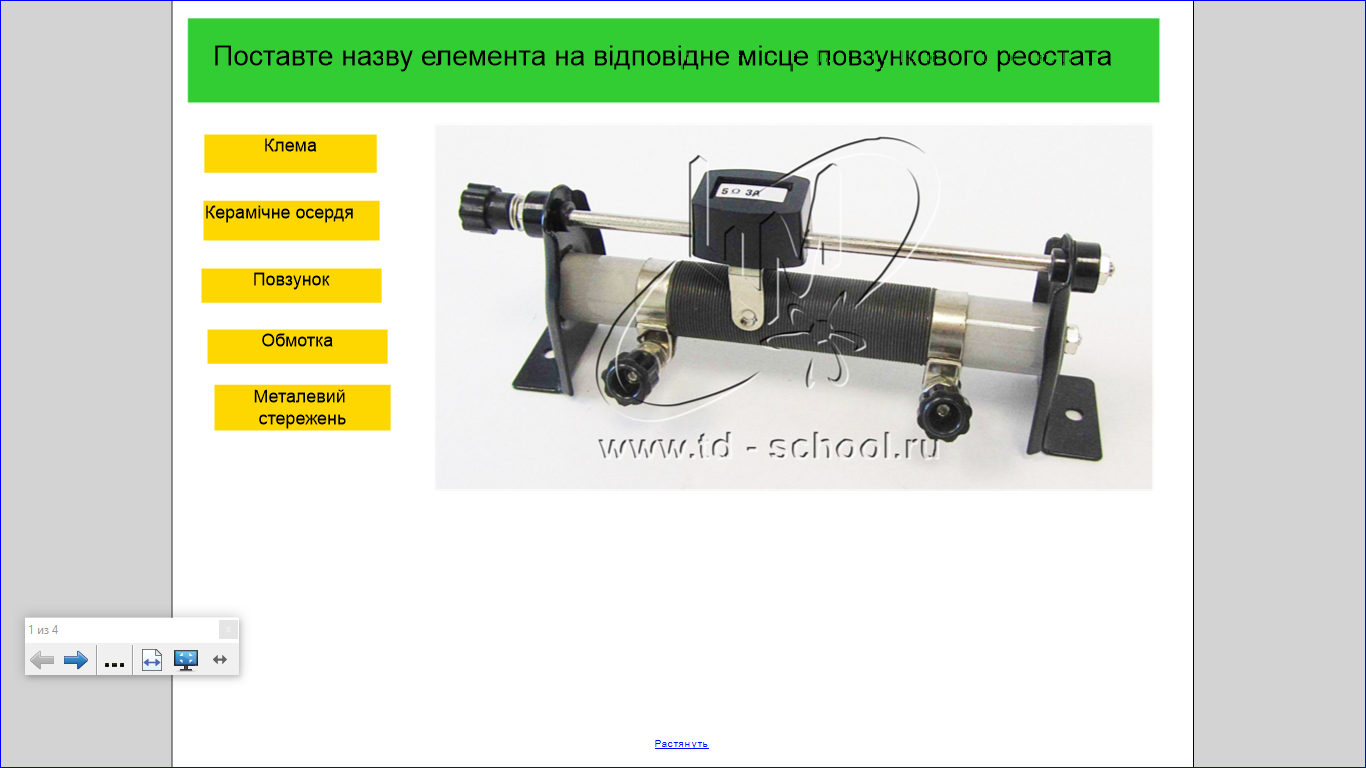 Поставте назву елемента на відповідне місце повзункового реостата
Клема
Керамічне осердя
Повзунок
Обмотка
Металевий
стережень
5 Ω 3А
www.td - school.ru
1 из 4
...
Растянуть